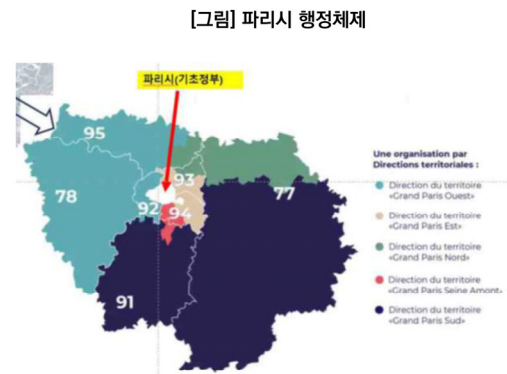 [그림] 파리시 행정체제
파리시(기초정부)
95
93
77
78
92
94
91
Une organisation par
Directions territoriales :
Direction du territoire
«Grand Paris Ouest»
Direction du territoire
«Grand Paris Est»
Direction du territoire
«Grand Paris Nord»
Direction du territoire
«Grand Paris Seine Amont»
Direction du territoire
«Grand Paris Sud»